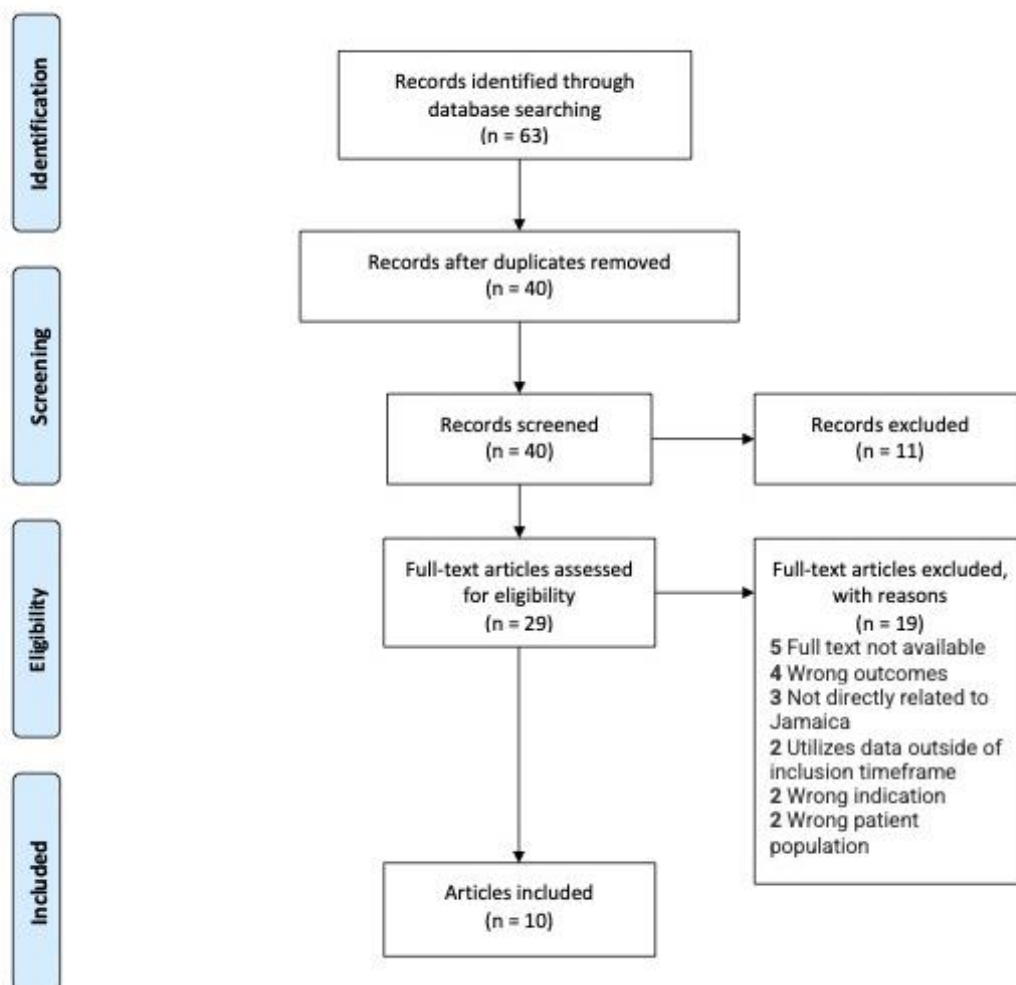 Identification
Records identified through
database searching
(n = 63)
Records after duplicates removed
(n = 40)
Screening
Records screened
(n = 40)
Records excluded
(n = 11)
Eligibility
Full-text articles assessed
for eligibility
(n = 29)
Full-text articles excluded,
with reasons
(n = 19)
5 Full text not available
4 Wrong outcomes
3 Not directly related to
Jamaica
2 Utilizes data outside of
inclusion timeframe
2 Wrong indication
2 Wrong patient
population
Included
Articles included
(n = 10)